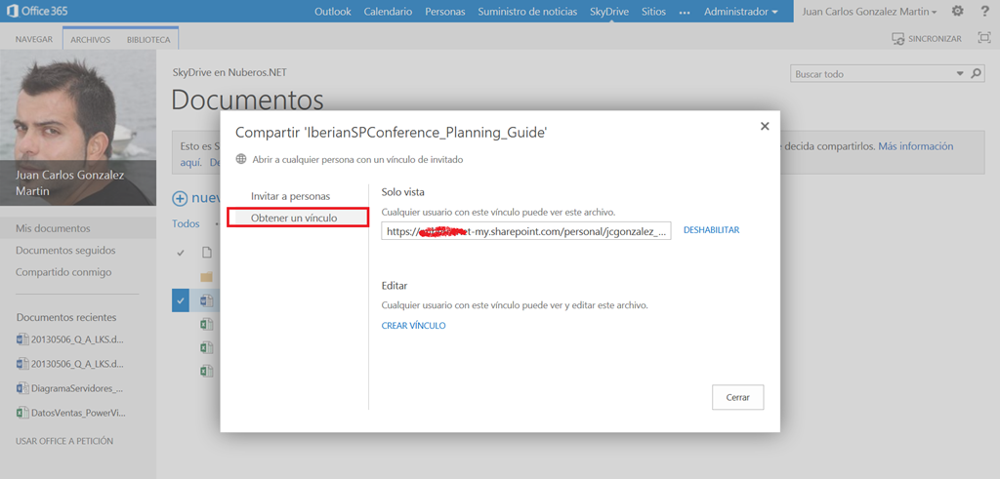 Office 365
Outlook Calendario Personas Suministro de noticias SkyDrive Sitios ••• Administrador Juan Carlos Gonzalez Martin ?
NAVEGAR ARCHIVOS BIBLIOTECA SINCRONIZAR
SkyDrive en Nuberos.NET
Buscar todo
Documentos
Compartir 'IberianSPConference_Planning_Guide'
Esto es S
e decida compartirlos. Más información
aquí. De
Abrir a cualquier persona con un vínculo de invitado
Juan Carlos Gonzalez
Martin
nuev
Todos
Invitar a personas
Obtener un vínculo
Solo vista
Cualquier usuario con este vínculo puede ver este archivo.
https:// et-my.sharepoint.com/personal/jcgonzalez_... DESHABILITAR
Editar
Cualquier usuario con este vínculo puede ver y editar este archivo.
CREAR VÍNCULO
Cerrar
Mis documentos
Documentos seguidos
Compartido conmigo
Documentos recientes
20130506_Q_A_LKS.d...
20130506_Q_A_LKS.d...
DiagramaServidores_...
DatosVentas_PowerVi...
USAR OFFICE A PETICIÓN